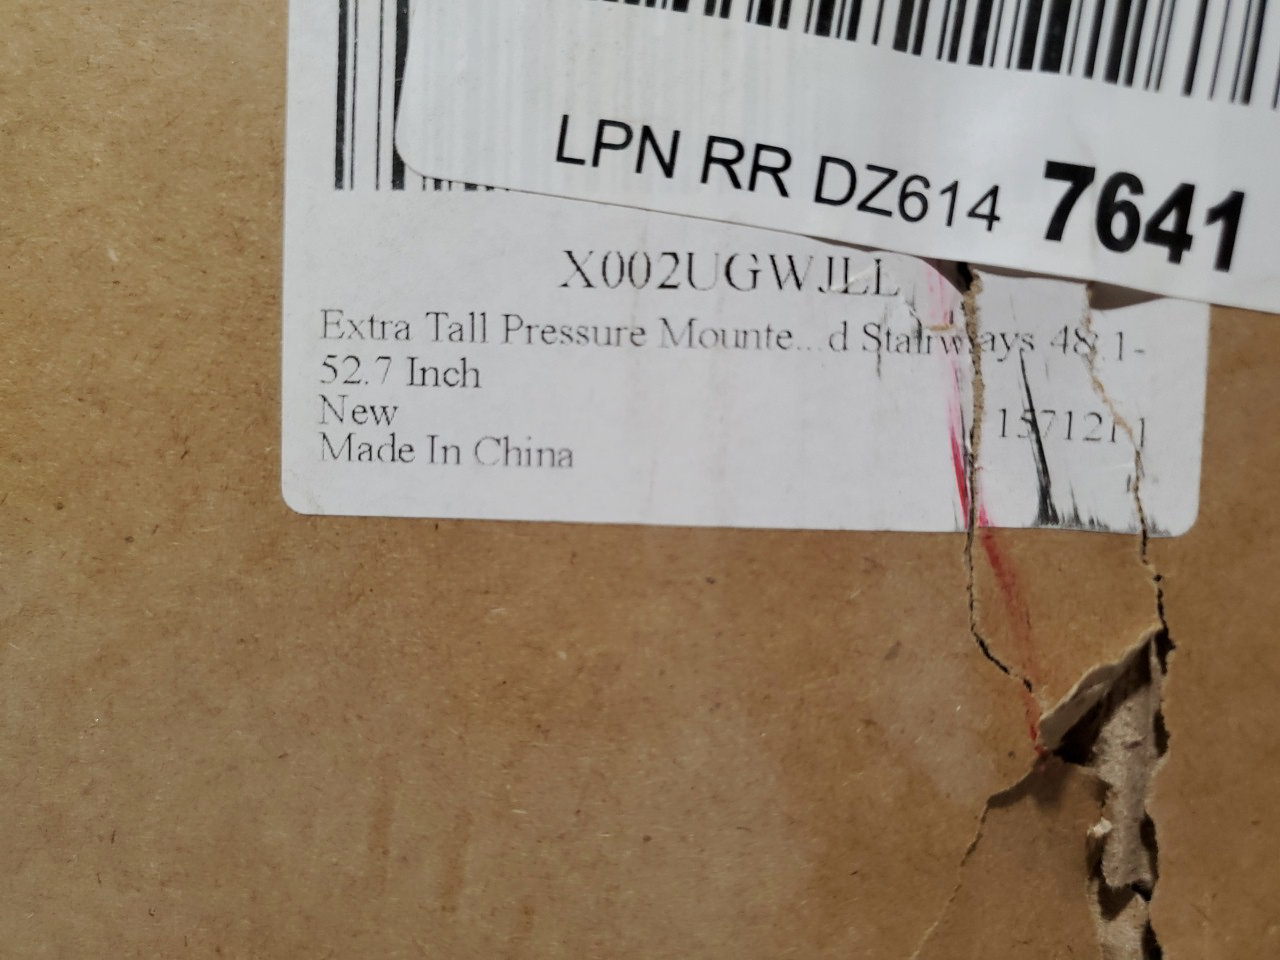 LPN RR DZ614 7641
X002UGWJLL
Extra Tall Pressure Mounte...d Stairways 48.1-
52.7 Inch
New
Made In China